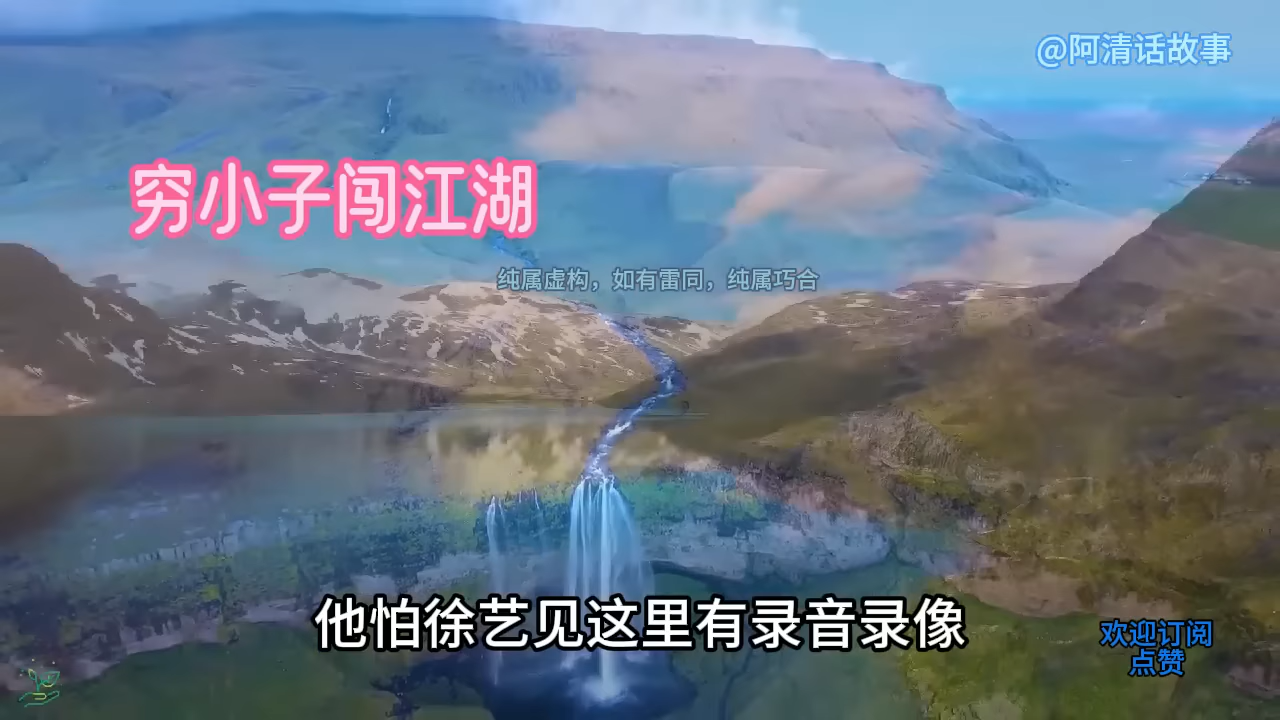 @阿清话故事
穷小子闯江湖
纯属虚构，如有雷同，纯属巧合
他怕徐艺见这里有录音录像
欢迎订阅
点赞